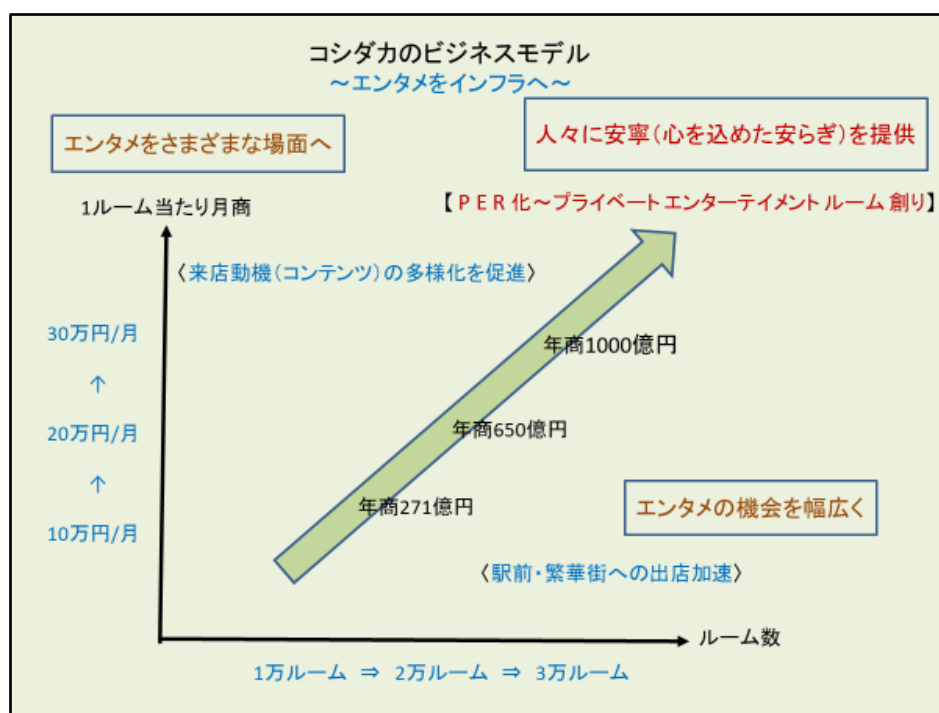 コシダカのビジネスモデル
～エンタメをインフラへ～
エンタメをさまざまな場面へ
人々に安寧(心を込めた安らぎ)を提供
1ルーム当たり月商
【 P E R 化～プライベートエンターテイメント ルーム 創り】
〈来店動機(コンテンツ)の多様化を促進〉
30万円/月
↑
20万円/月
↑
10万円/月
年商1000億円
年商650億円
年商271億円
エンタメの機会を幅広く
〈駅前・繁華街への出店加速〉
ルーム数
1万ルーム ⇒ 2万ルーム ⇒ 3万ルーム